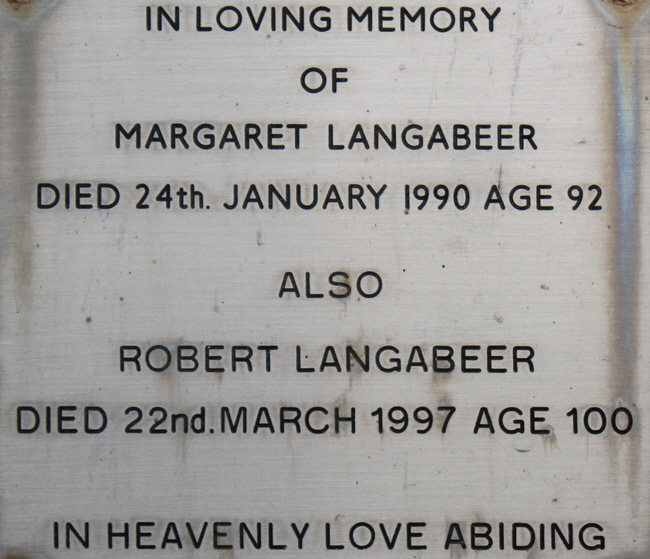 IN LOVING MEMORY
OF
MARGARET LANGABEER
DIED 24th. JANUARY 1990 AGE 92
ALSO
ROBERT LANGABEER
DIED 22nd. MARCH 1997 AGE 100
IN HEAVENLY LOVE ABIDING